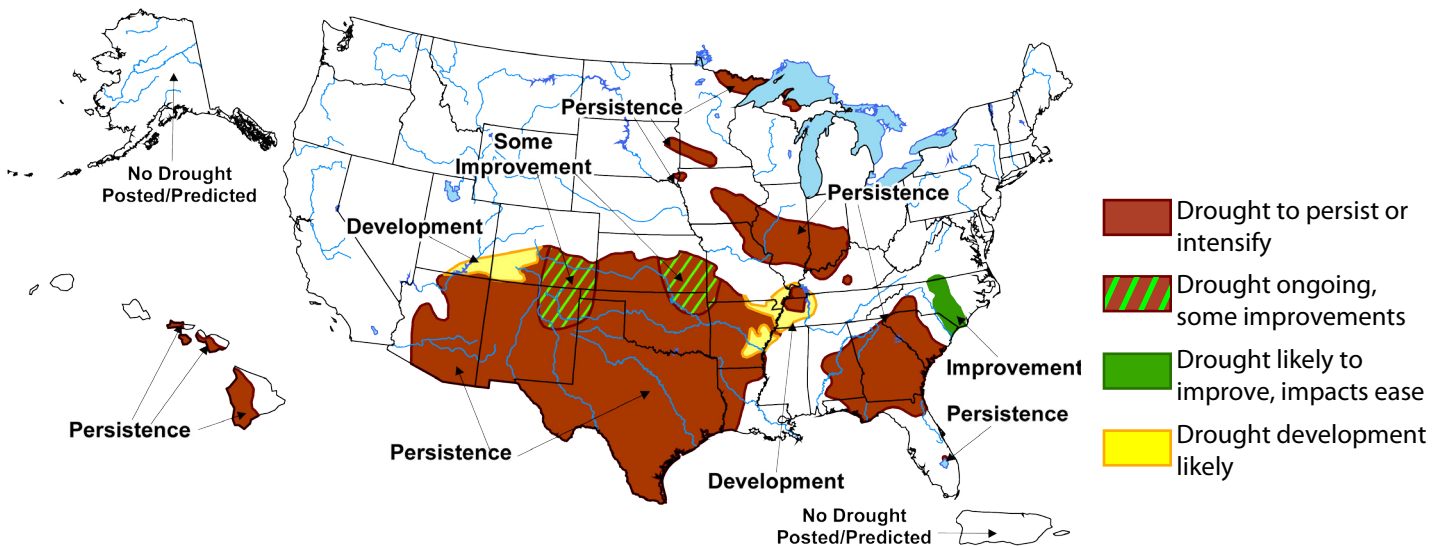 No Drought
Posted/Predicted
Persistence
Some
Improvement
Development
Persistence
Persistence
Persistence
Improvement
Persistence
Development
No Drought
Posted/Predicted
Drought to persist or
intensify
Drought ongoing,
some improvements
Drought likely to
improve, impacts ease
Drought development
likely